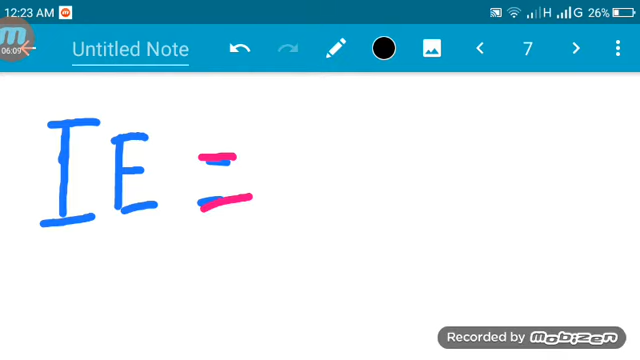 12:23 AM H G 26%
06:09 Untitled Note 7
IE =
Recorded by mobizen